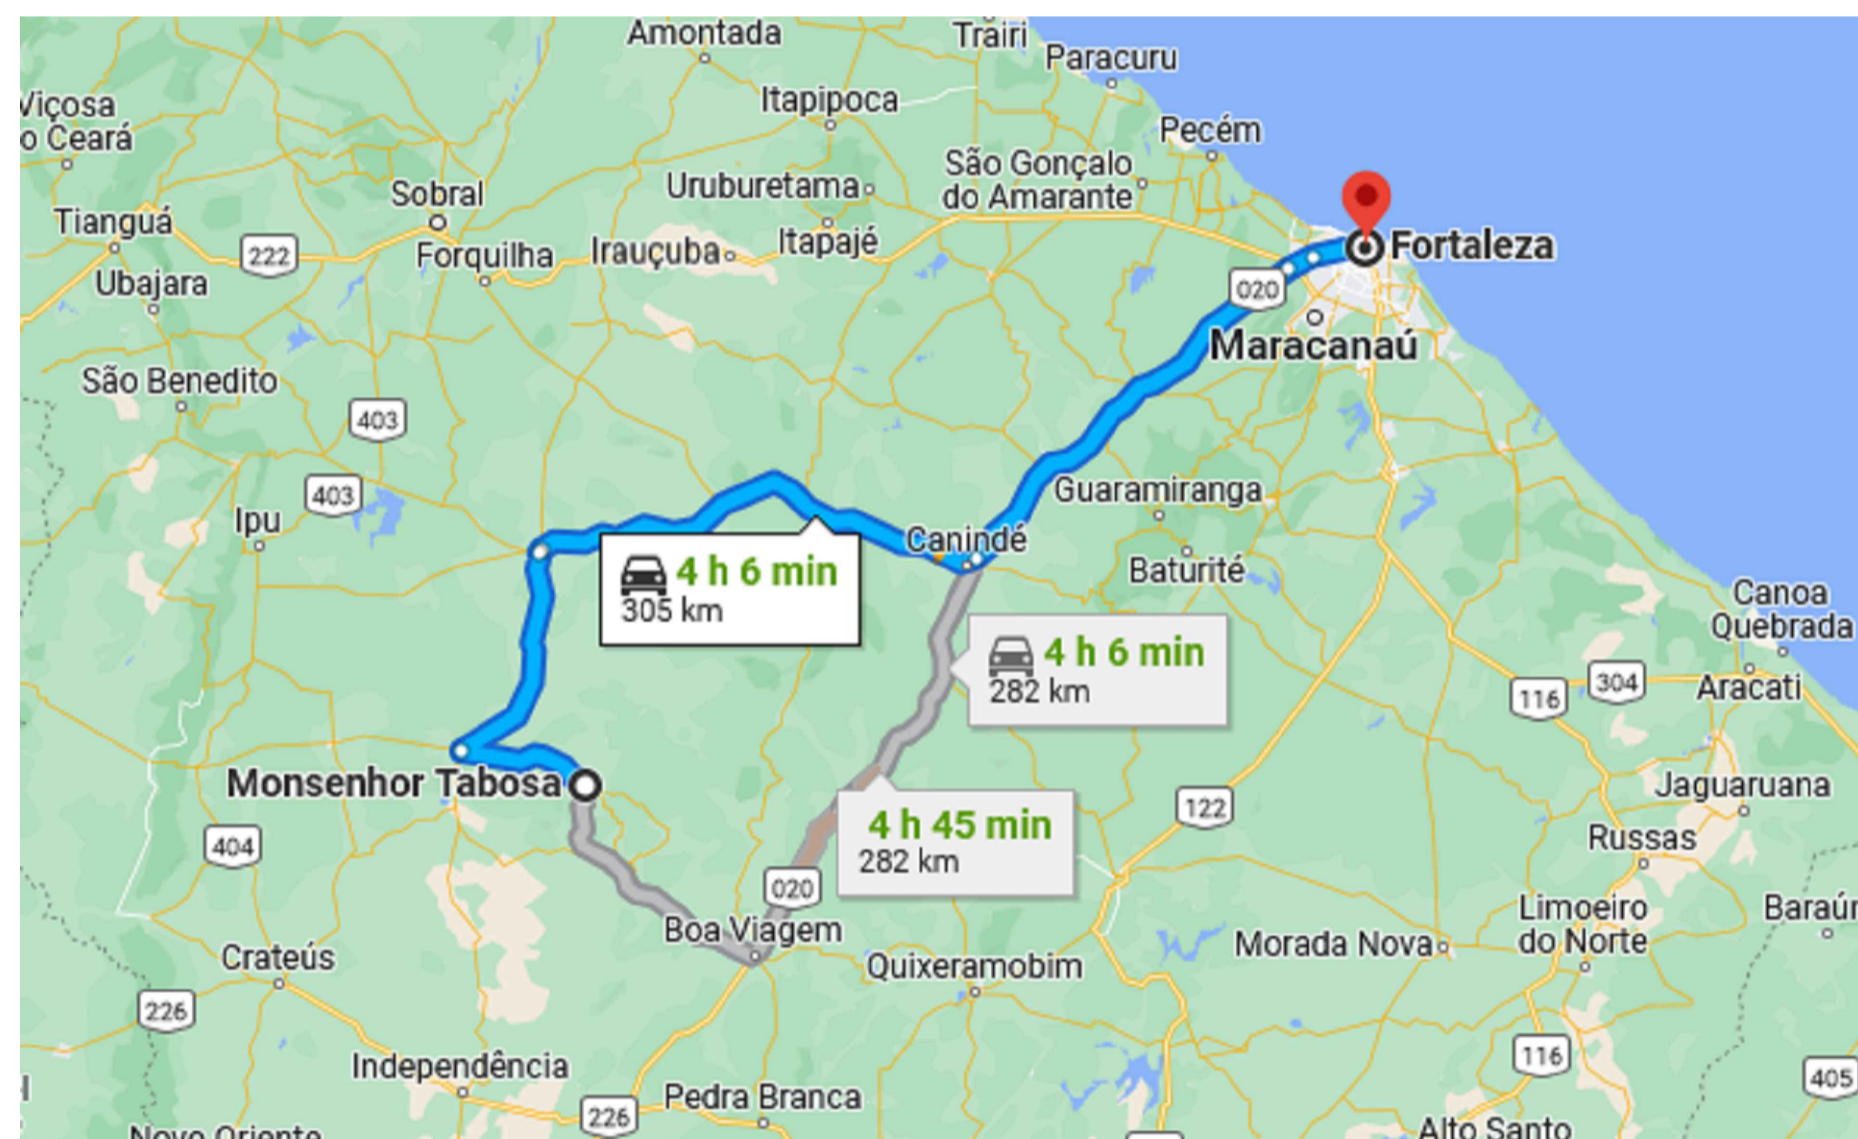 Amontada
Trairi
Paracuru
Viçosa
o Ceará
Itapipoca
Pecém
São Gonçalo
do Amarante
Sobral
Uruburetama
Tianguá
222
Forquilha
Irauçuba
Itapajé
Fortaleza
Ubajara
020
Maracanaú
São Benedito
403
403
Ipu
Guaramiranga
Canindé
Baturité
4 h 6 min
305 km
Canoa
Quebrada
4 h 6 min
282 km
116
304
Aracati
Monsenhor Tabosa
4 h 45 min
282 km
122
Jaguaruana
404
Russas
020
Boa Viagem
Limoeiro
do Norte
Baraún
Crateús
Quixeramobim
Morada Nova
226
Independência
116
405
Pedra Branca
226
Alto Santo
Novo Oriente